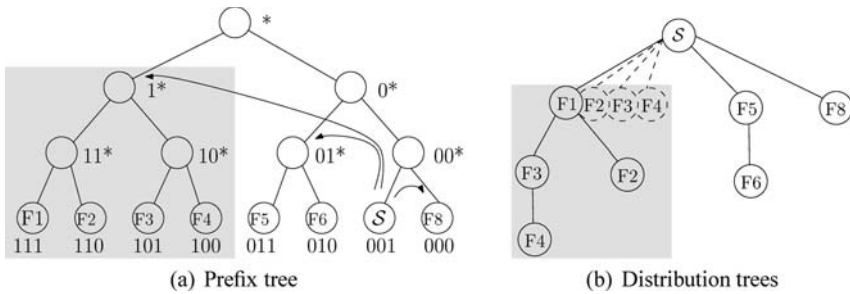 *
1*
0*
11*
10*
01*
00*
F1 F2 F3 F4 F5 F6 S F8
111 110 101 100 011 010 001 000
(a) Prefix tree
S
F1 F2 F3 F4 F5 F8
F3 F2 F6
F4
(b) Distribution trees